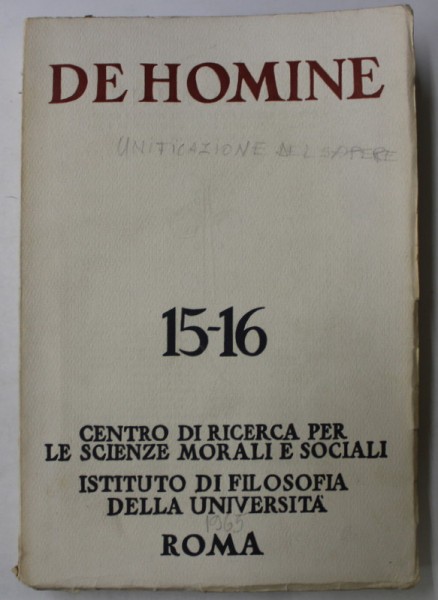 DE HOMINE
UNIFICAZIONE DEL SAPERE
15-16
CENTRO DI RICERCA PER
LE SCIENZE MORALI E SOCIALI
ISTITUTO DI FILOSOFIA
DELLA UNIVERSITÀ
1965
ROMA